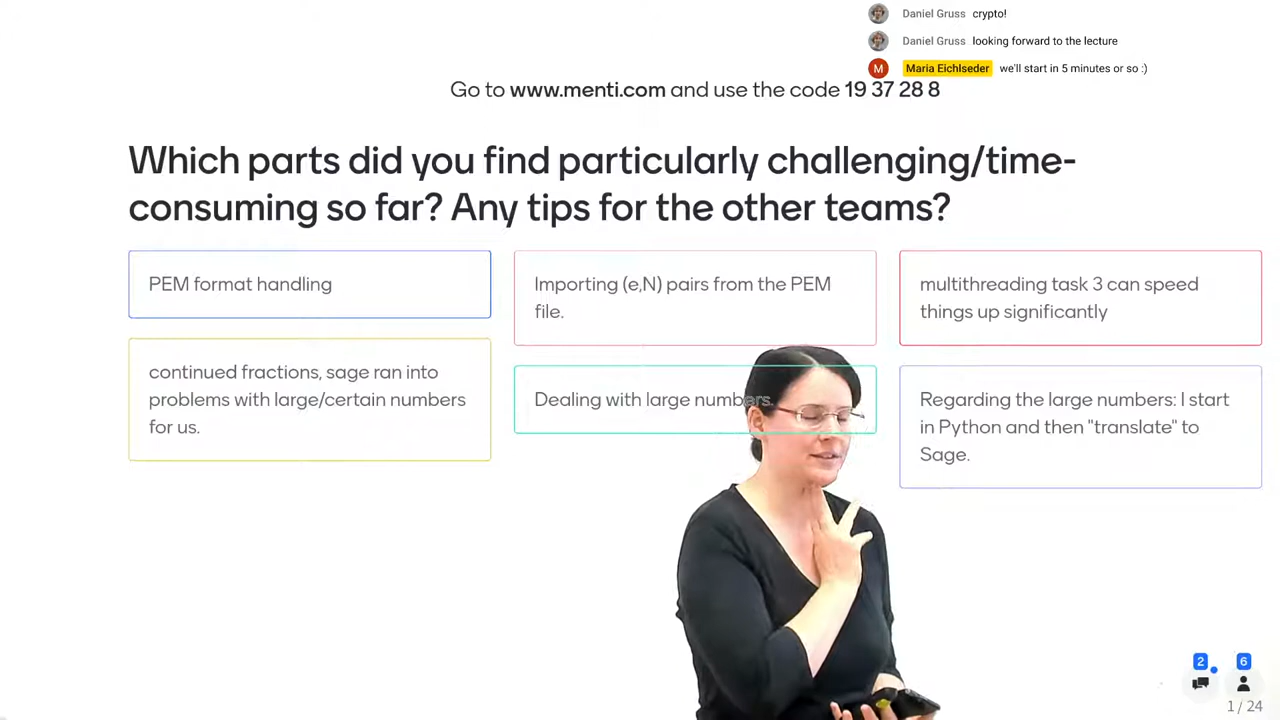 Daniel Gruss crypto!
Daniel Gruss looking forward to the lecture
M Maria Eichlseder we'll start in 5 minutes or so :)
Go to www.menti.com and use the code 19 37 28 8
Which parts did you find particularly challenging/time-
consuming so far? Any tips for the other teams?
PEM format handling
Importing (e,N) pairs from the PEM
file.
multithreading task 3 can speed
things up significantly
continued fractions, sage ran into
problems with large/certain numbers
for us.
Dealing with large numbers.
Regarding the large numbers: I start
in Python and then "translate" to
Sage.
2
6
1 / 24